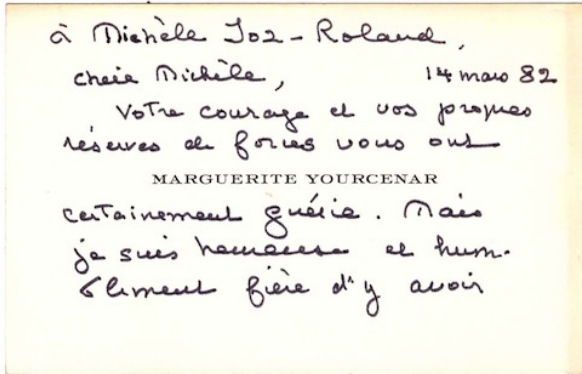 à Michèle Joz-Roland,
chère Michèle, 14 mars 82
Votre courage et vos propres
réserves de forces vous ont
MARGUERITE YOURCENAR
certainement guérie. Mais
je suis heureuse et hum-
blement fière d'y avoir